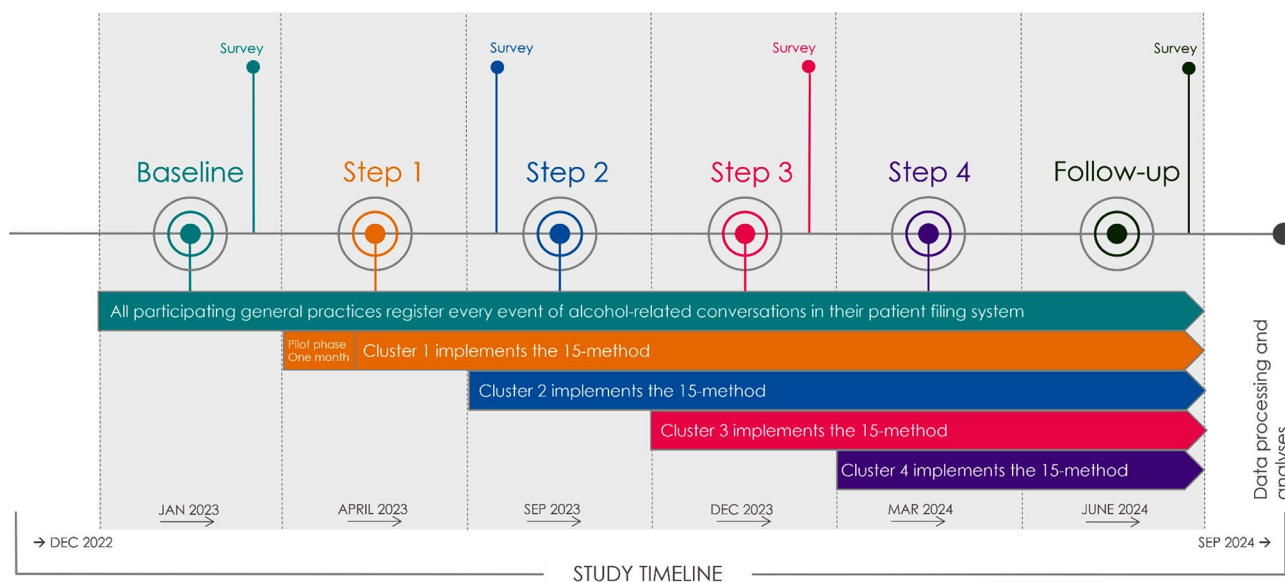 Survey
Survey
Survey
Survey
Baseline
Step 1
Step 2
Step 3
Step 4
Follow-up
All participating general practices register every event of alcohol-related conversations in their patient filing system
Pilot phase
One month
Cluster 1 implements the 15-method
Cluster 2 implements the 15-method
Cluster 3 implements the 15-method
Cluster 4 implements the 15-method
JAN 2023
APRIL 2023
SEP 2023
DEC 2023
MAR 2024
JUNE 2024
Data processing and
analyses
→ DEC 2022
SEP 2024 →
STUDY TIMELINE